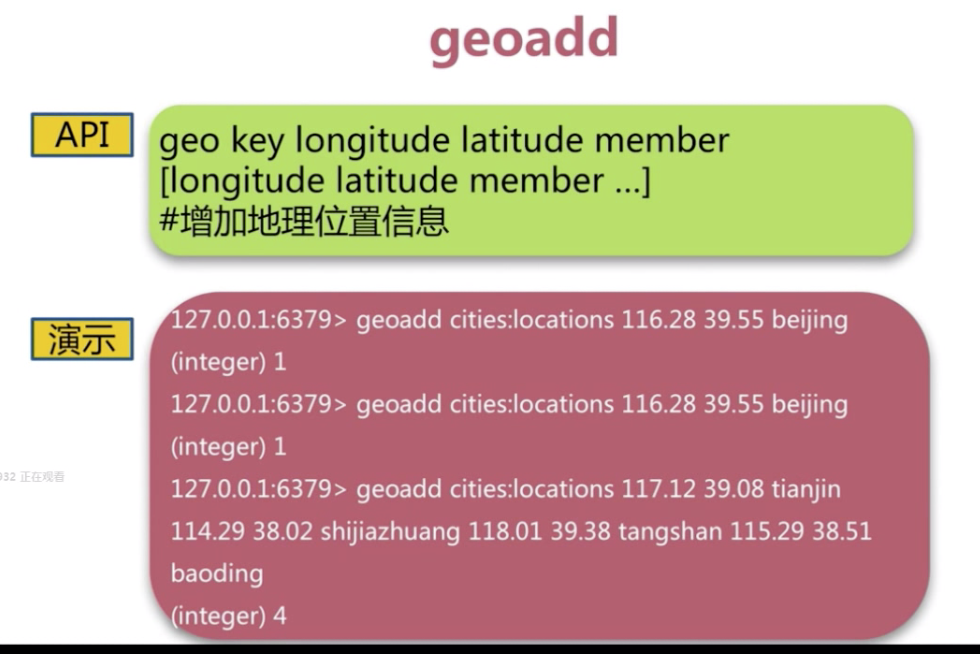 geoadd
API
geo key longitude latitude member
[longitude latitude member ...]
#增加地理位置信息
演示
127.0.0.1:6379> geoadd cities:locations 116.28 39.55 beijing
(integer) 1
127.0.0.1:6379> geoadd cities:locations 116.28 39.55 beijing
(integer) 1
127.0.0.1:6379> geoadd cities:locations 117.12 39.08 tianjin
114.29 38.02 shijiazhuang 118.01 39.38 tangshan 115.29 38.51
baoding
(integer) 4
932 正在观看